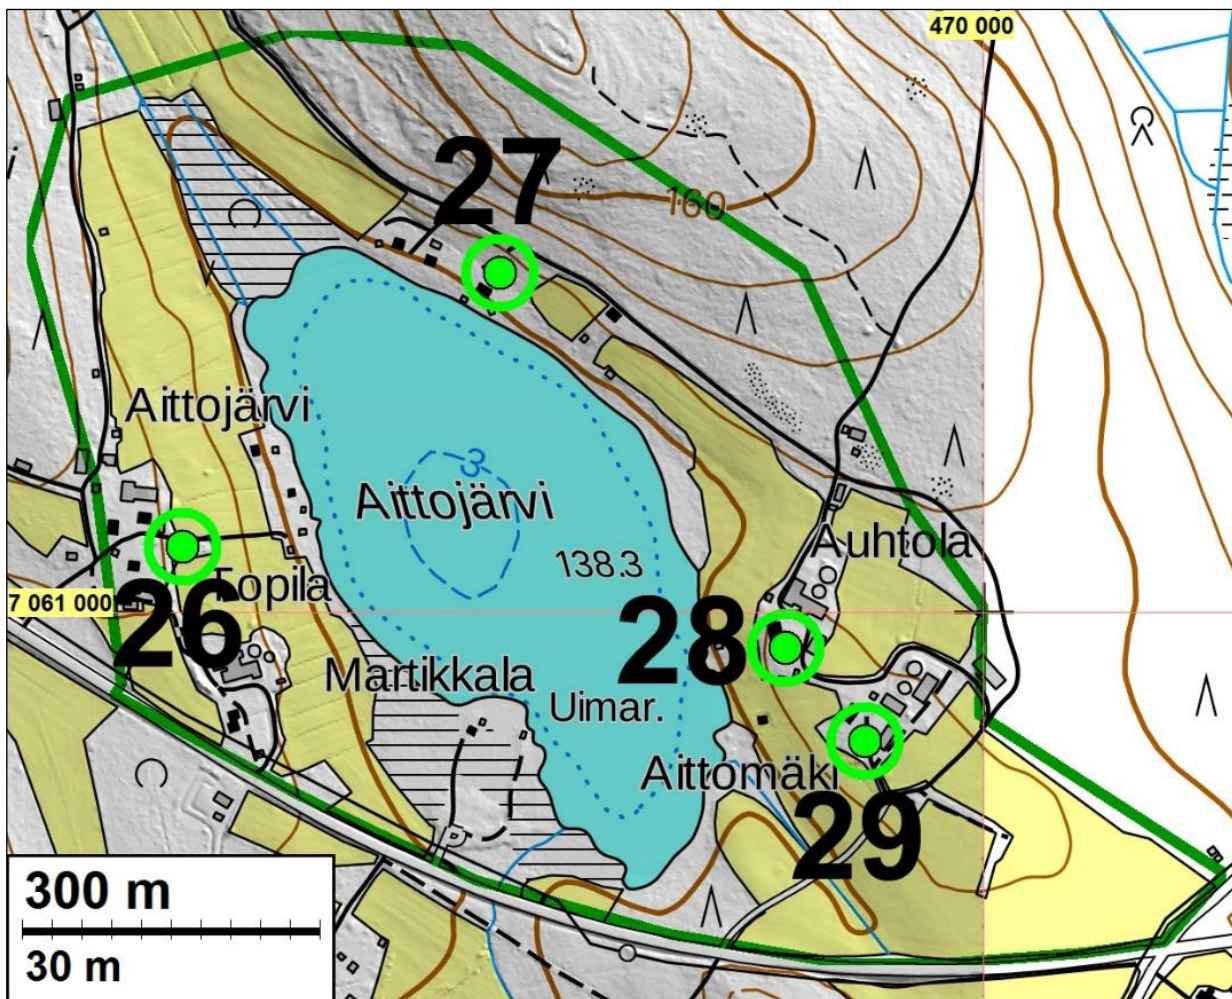 470 000
27
160
Aittojärvi
3
Aittojärvi
138.3
Auhtola
Topila
7 061 000
26
28
Martikkala
Uimar.
Aittomäki
29
300 m
30 m